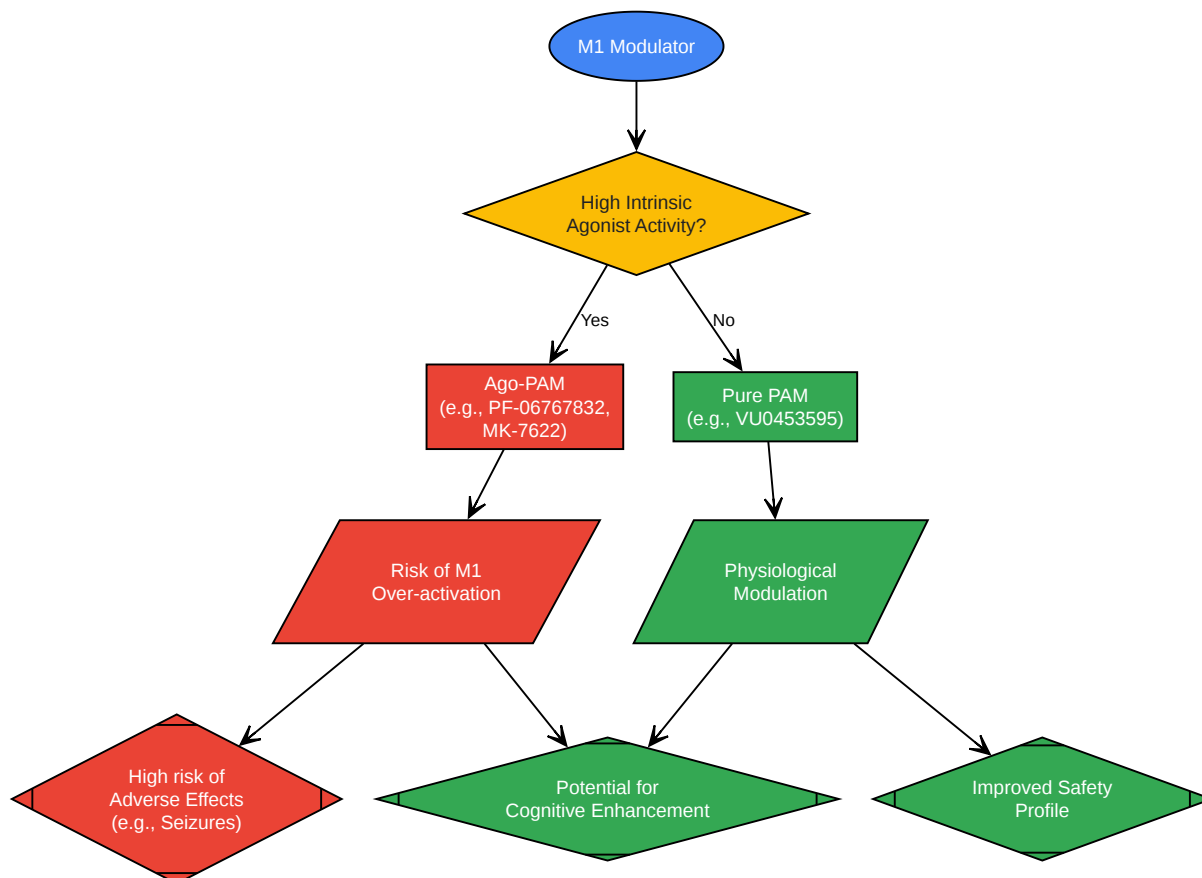 M1 Modulator
High Intrinsic
Agonist Activity?
Yes
No
Ago-PAM
(e.g., PF-06767832,
MK-7622)
Pure PAM
(e.g., VU0453595)
Risk of M1
Over-activation
Physiological
Modulation
High risk of
Adverse Effects
(e.g., Seizures)
Potential for
Cognitive Enhancement
Improved Safety
Profile